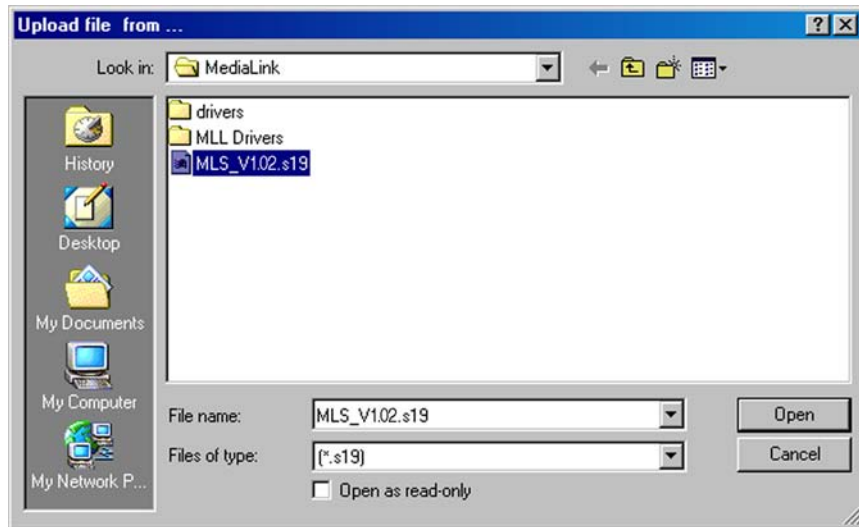 Upload file from ...
Look in: MediaLink
drivers
MLL Drivers
MLS_V1.02.s19
History
Desktop
My Documents
My Computer
My Network P...
File name: MLS_V1.02.s19 Open
Files of type: (*.s19) Cancel
Open as read-only